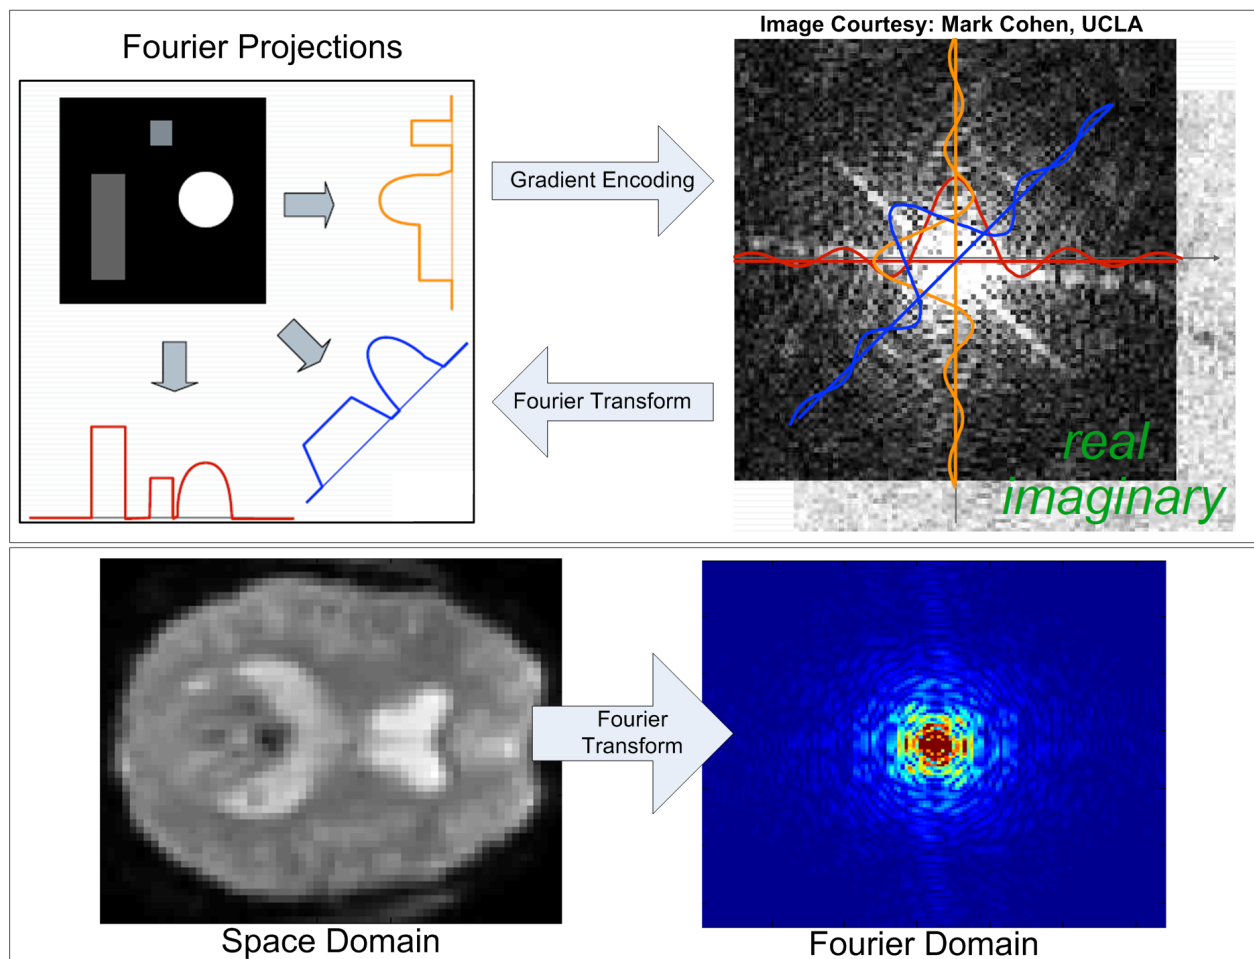 Fourier Projections
Image Courtesy: Mark Cohen, UCLA
Gradient Encoding
Fourier Transform
real
imaginary
Fourier
Transform
Space Domain
Fourier Domain